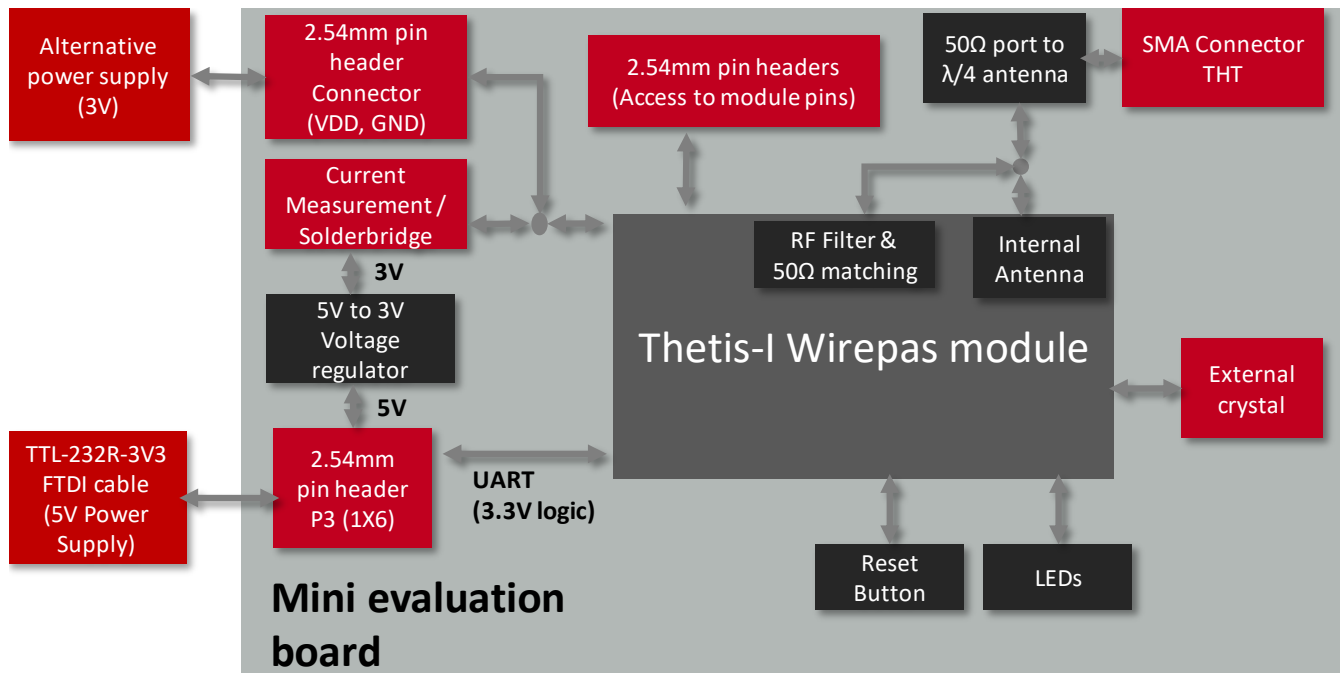 Alternative
power supply
(3V)
2.54mm pin
header
Connector
(VDD, GND)
2.54mm pin headers
(Access to module pins)
50Ω port to
λ/4 antenna
SMA Connector
THT
Current
Measurement /
Solderbridge
3V
5V to 3V
Voltage
regulator
5V
RF Filter &
50Ω matching
Internal
Antenna
Thetis-I Wirepas module
External
crystal
TTL-232R-3V3
FTDI cable
(5V Power
Supply)
2.54mm
pin header
P3 (1X6)
UART
(3.3V logic)
Reset
Button
LEDs
Mini evaluation
board